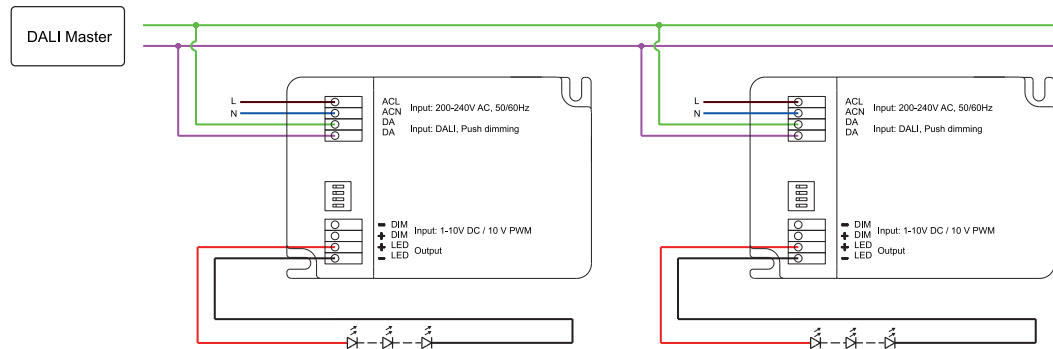 DALI Master
L
N
ACL
ACN
DA
DA
Input: 200-240V AC, 50/60Hz
Input: DALI, Push dimming
- DIM
+ DIM
+ LED
- LED
Input: 1-10V DC / 10 V PWM
Output
L
N
ACL
ACN
DA
DA
Input: 200-240V AC, 50/60Hz
Input: DALI, Push dimming
- DIM
+ DIM
+ LED
- LED
Input: 1-10V DC / 10 V PWM
Output